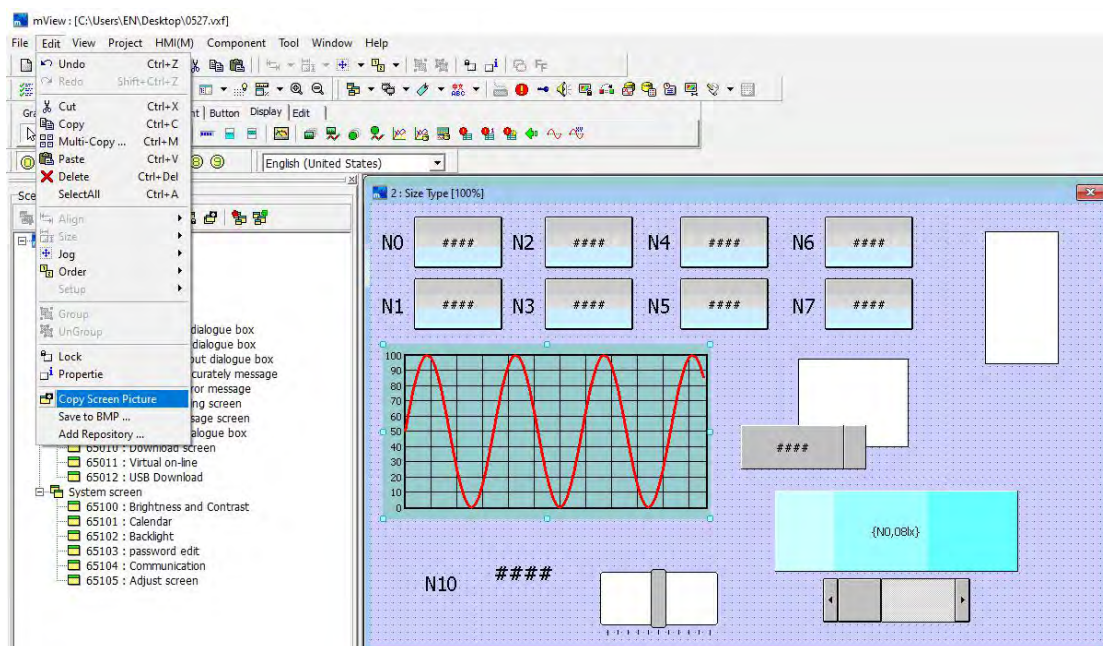 mView : [C:\Users\EN\Desktop\0527.vxf]
File Edit View Project HMI(M) Component Tool Window Help
Undo Ctrl+Z
Redo Shift+Ctrl+Z
Cut Ctrl+X
Copy Ctrl+C
Multi-Copy ... Ctrl+M
Paste Ctrl+V
Delete Ctrl+Del
SelectAll Ctrl+A
Align
Size
Jog
Order
Setup
Group
UnGroup
Lock
Propertie
Copy Screen Picture
Save to BMP ...
Add Repository ...
Button Display Edit
English (United States)
dialogue box
dialogue box
dialogue box
curately message
message
screen
screen
dialogue box
65010 : Download screen
65011 : Virtual on-line
65012 : USB Download
System screen
65100 : Brightness and Contrast
65101 : Calendar
65102 : Backlight
65103 : password edit
65104 : Communication
65105 : Adjust screen
2 : Size Type [100%]
N0 #### N2 #### N4 #### N6 ####
N1 #### N3 #### N5 #### N7 ####
100
90
80
70
60
50
40
30
20
10
0
####
{N0,08lx}
N10 ####